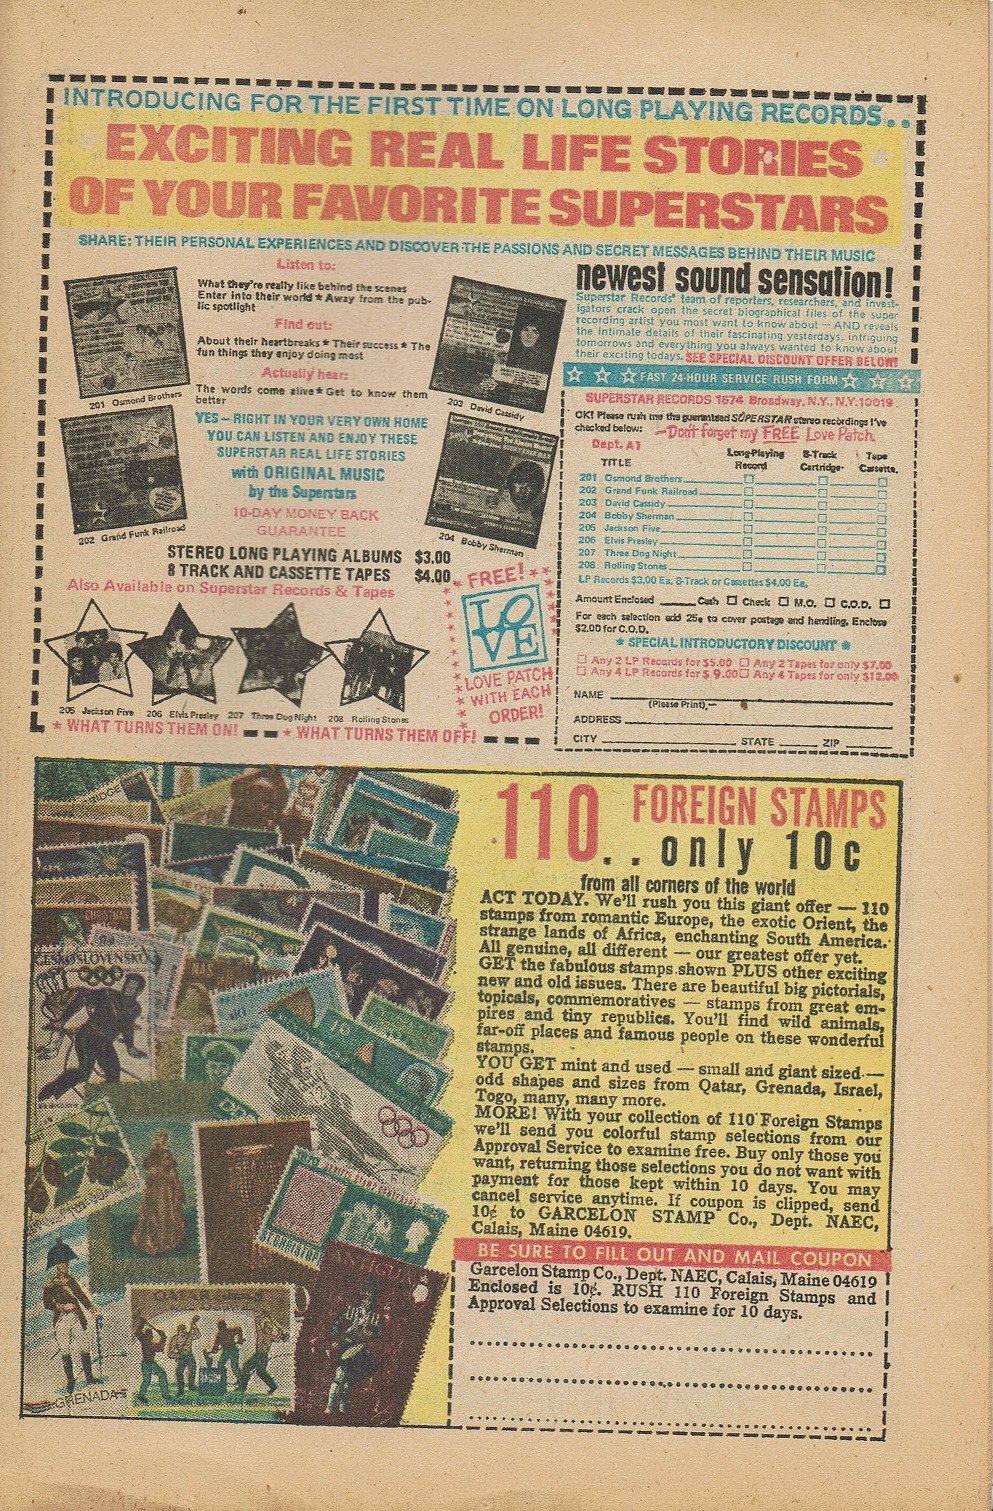 INTRODUCING FOR THE FIRST TIME ON LONG PLAYING RECORDS..
EXCITING REAL LIFE STORIES
OF YOUR FAVORITE SUPERSTARS
SHARE: THEIR PERSONAL EXPERIENCES AND DISCOVER THE PASSIONS AND SECRET MESSAGES BEHIND THEIR MUSIC
201 Osmond Brothers
202 Grand Funk Railroad
Listen to:
What they're really like behind the scenes
Enter into their world ★ Away from the pub-
lic spotlight
Find out:
About their heartbreaks ★ Their success ★ The
fun things they enjoy doing most
Actually hear:
The words come alive ★ Get to know them
better
YES – RIGHT IN YOUR VERY OWN HOME
YOU CAN LISTEN AND ENJOY THESE
SUPERSTAR REAL LIFE STORIES
with ORIGINAL MUSIC
by the Superstars
10-DAY MONEY BACK
GUARANTEE
203 David Cassidy
204 Bobby Sherman
STEREO LONG PLAYING ALBUMS $3.00
8 TRACK AND CASSETTE TAPES $4.00
Also Available on Superstar Records & Tapes
205 Jackson Five 206 Elvis Presley 207 Three Dog Night 208 Rolling Stones
* WHAT TURNS THEM ON! * WHAT TURNS THEM OFF!
FREE!
LO
VE
LOVE PATCH
WITH EACH
ORDER!
newest sound sensation!
Superstar Records' team of reporters, researchers, and invest-
igators crack open the secret biographical files of the super
recording artist you most want to know about – AND reveals
the intimate details of their fascinating yesterdays, intriguing
tomorrows and everything you always wanted to know about
their exciting todays. SEE SPECIAL DISCOUNT OFFER BELOW!
☆ ☆ ☆ FAST 24-HOUR SERVICE RUSH FORM ☆ ☆ ☆
SUPERSTAR RECORDS 1674 Broadway, N.Y., N.Y. 10019
OK! Please rush me the guaranteed SUPERSTAR stereo recordings I've
checked below: —Don't forget my FREE Love Patch.
Dept. A1
TITLE Long-Playing Record 8-Track Cartridge Tape Cassette
201 Osmond Brothers
202 Grand Funk Railroad
203 David Cassidy
204 Bobby Sherman
205 Jackson Five
206 Elvis Presley
207 Three Dog Night
208 Rolling Stones
LP Records $3.00 Ea. 8-Track or Cassettes $4.00 Ea.
Amount Enclosed ______ Cash □ Check □ M.O. □ C.O.D. □
For each selection add 25¢ to cover postage and handling. Enclose
$2.00 for C.O.D.
* SPECIAL INTRODUCTORY DISCOUNT *
□ Any 2 LP Records for $5.00 □ Any 2 Tapes for only $7.00
□ Any 4 LP Records for $ 9.00 □ Any 4 Tapes for only $12.00
NAME
(Please Print)
ADDRESS
CITY STATE ZIP
110 FOREIGN STAMPS
.. only 10c
from all corners of the world
ACT TODAY. We'll rush you this giant offer — 110
stamps from romantic Europe, the exotic Orient, the
strange lands of Africa, enchanting South America.
All genuine, all different — our greatest offer yet.
GET the fabulous stamps shown PLUS other exciting
new and old issues. There are beautiful big pictorials,
topicals, commemoratives — stamps from great em-
pires and tiny republics. You'll find wild animals,
far-off places and famous people on these wonderful
stamps.
YOU GET mint and used — small and giant sized —
odd shapes and sizes from Qatar, Grenada, Israel,
Togo, many, many more.
MORE! With your collection of 110 Foreign Stamps
we'll send you colorful stamp selections from our
Approval Service to examine free. Buy only those you
want, returning those selections you do not want with
payment for those kept within 10 days. You may
cancel service anytime. If coupon is clipped, send
10¢ to GARCELON STAMP Co., Dept. NAEC,
Calais, Maine 04619.
BE SURE TO FILL OUT AND MAIL COUPON
Garcelon Stamp Co., Dept. NAEC, Calais, Maine 04619
Enclosed is 10¢. RUSH 110 Foreign Stamps and
Approval Selections to examine for 10 days.
CHRISTMAS
ČESKOSLOVENSKO
ANTIGUA
GRENADA